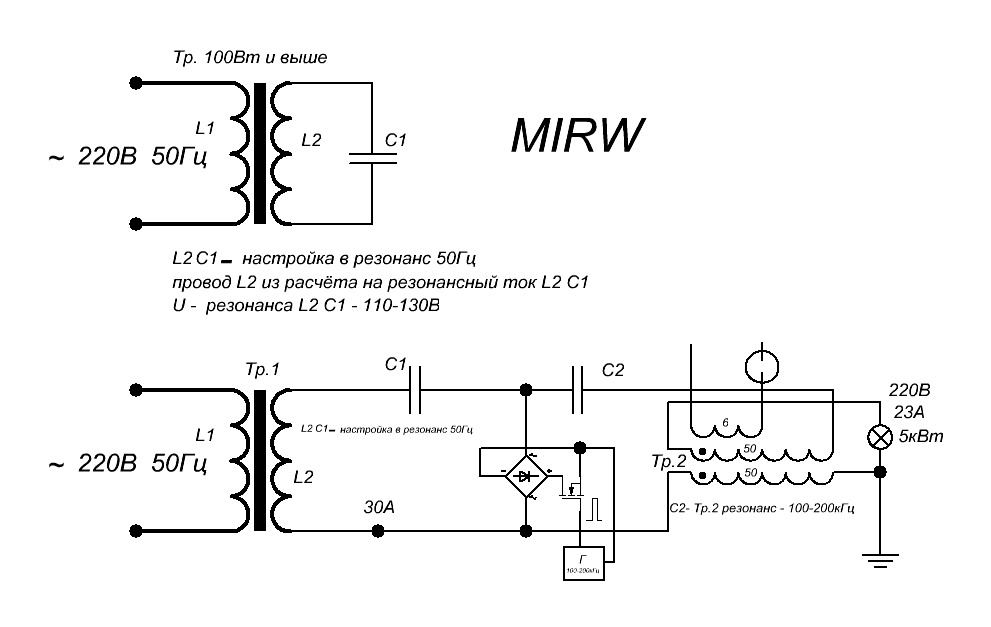 Тр. 100Вт и выше
L1
L2
C1
~ 220В 50Гц
MIRW
L2 C1 – настройка в резонанс 50Гц
провод L2 из расчёта на резонансный ток L2 C1
U - резонанса L2 C1 - 110-130В
Тр.1
C1
C2
220В
23А
5кВт
L1
L2 C1 – настройка в резонанс 50Гц
6
50
Тр.2
~ 220В 50Гц
L2
50
30А
C2- Тр.2 резонанс - 100-200кГц
- + ~ ~
Г
100-200кГц